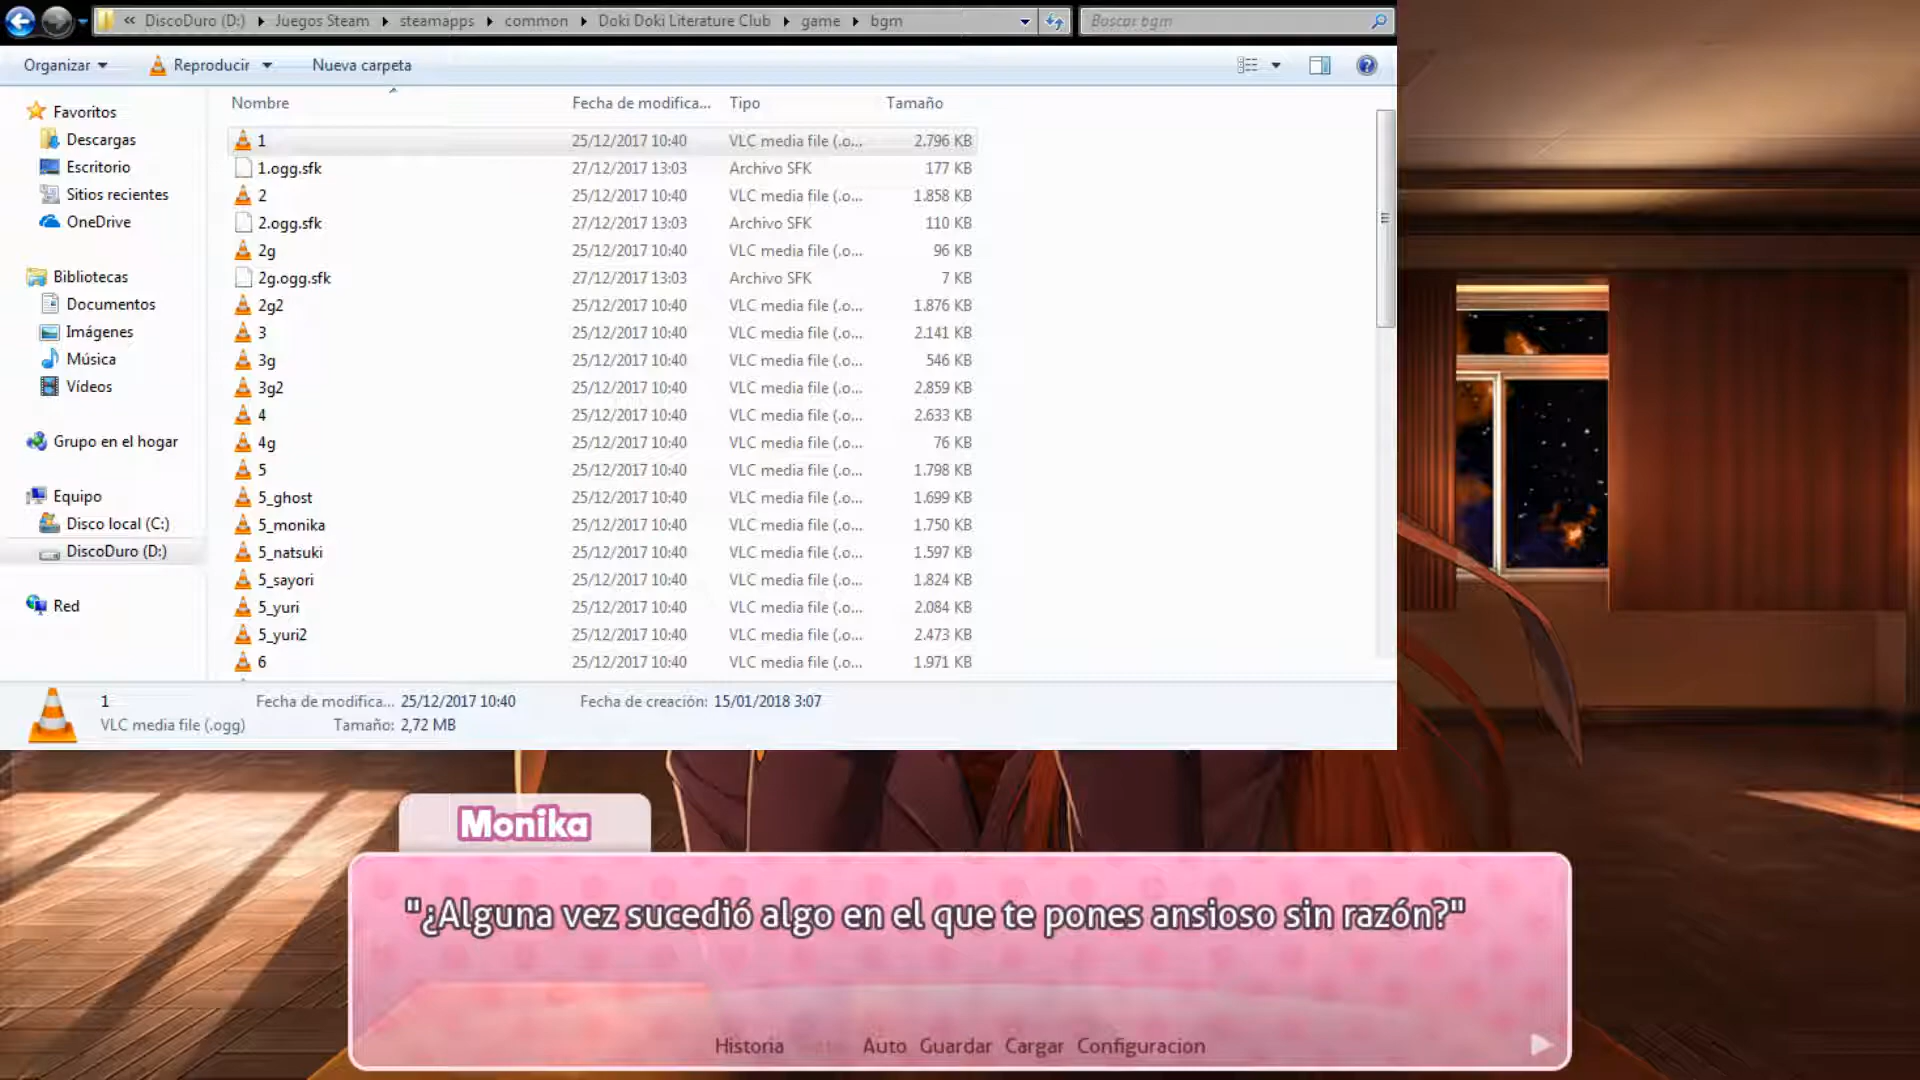 « DiscoDuro (D:) ▸ Juegos Steam ▸ steamapps ▸ common ▸ Doki Doki Literature Club ▸ game ▸ bgm
Buscar bgm
Organizar Reproducir Nueva carpeta
Nombre Fecha de modifica... Tipo Tamaño
Favoritos
Descargas
Escritorio
Sitios recientes
OneDrive
Bibliotecas
Documentos
Imágenes
Música
Vídeos
Grupo en el hogar
Equipo
Disco local (C:)
DiscoDuro (D:)
Red
1 25/12/2017 10:40 VLC media file (.o... 2.796 KB
1.ogg.sfk 27/12/2017 13:03 Archivo SFK 177 KB
2 25/12/2017 10:40 VLC media file (.o... 1.858 KB
2.ogg.sfk 27/12/2017 13:03 Archivo SFK 110 KB
2g 25/12/2017 10:40 VLC media file (.o... 96 KB
2g.ogg.sfk 27/12/2017 13:03 Archivo SFK 7 KB
2g2 25/12/2017 10:40 VLC media file (.o... 1.876 KB
3 25/12/2017 10:40 VLC media file (.o... 2.141 KB
3g 25/12/2017 10:40 VLC media file (.o... 546 KB
3g2 25/12/2017 10:40 VLC media file (.o... 2.859 KB
4 25/12/2017 10:40 VLC media file (.o... 2.633 KB
4g 25/12/2017 10:40 VLC media file (.o... 76 KB
5 25/12/2017 10:40 VLC media file (.o... 1.798 KB
5_ghost 25/12/2017 10:40 VLC media file (.o... 1.699 KB
5_monika 25/12/2017 10:40 VLC media file (.o... 1.750 KB
5_natsuki 25/12/2017 10:40 VLC media file (.o... 1.597 KB
5_sayori 25/12/2017 10:40 VLC media file (.o... 1.824 KB
5_yuri 25/12/2017 10:40 VLC media file (.o... 2.084 KB
5_yuri2 25/12/2017 10:40 VLC media file (.o... 2.473 KB
6 25/12/2017 10:40 VLC media file (.o... 1.971 KB
1 Fecha de modifica... 25/12/2017 10:40 Fecha de creación: 15/01/2018 3:07
VLC media file (.ogg) Tamaño: 2,72 MB
Monika
"¿Alguna vez sucedió algo en el que te pones ansioso sin razón?"
Historia Auto Guardar Cargar Configuracion